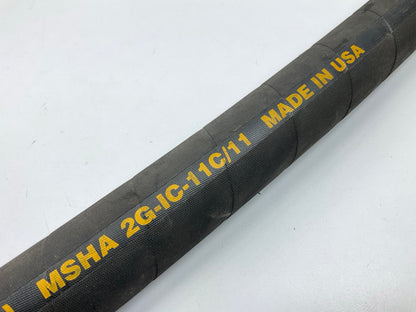 MSHA 2G-IC-11C/11 MADE IN USA